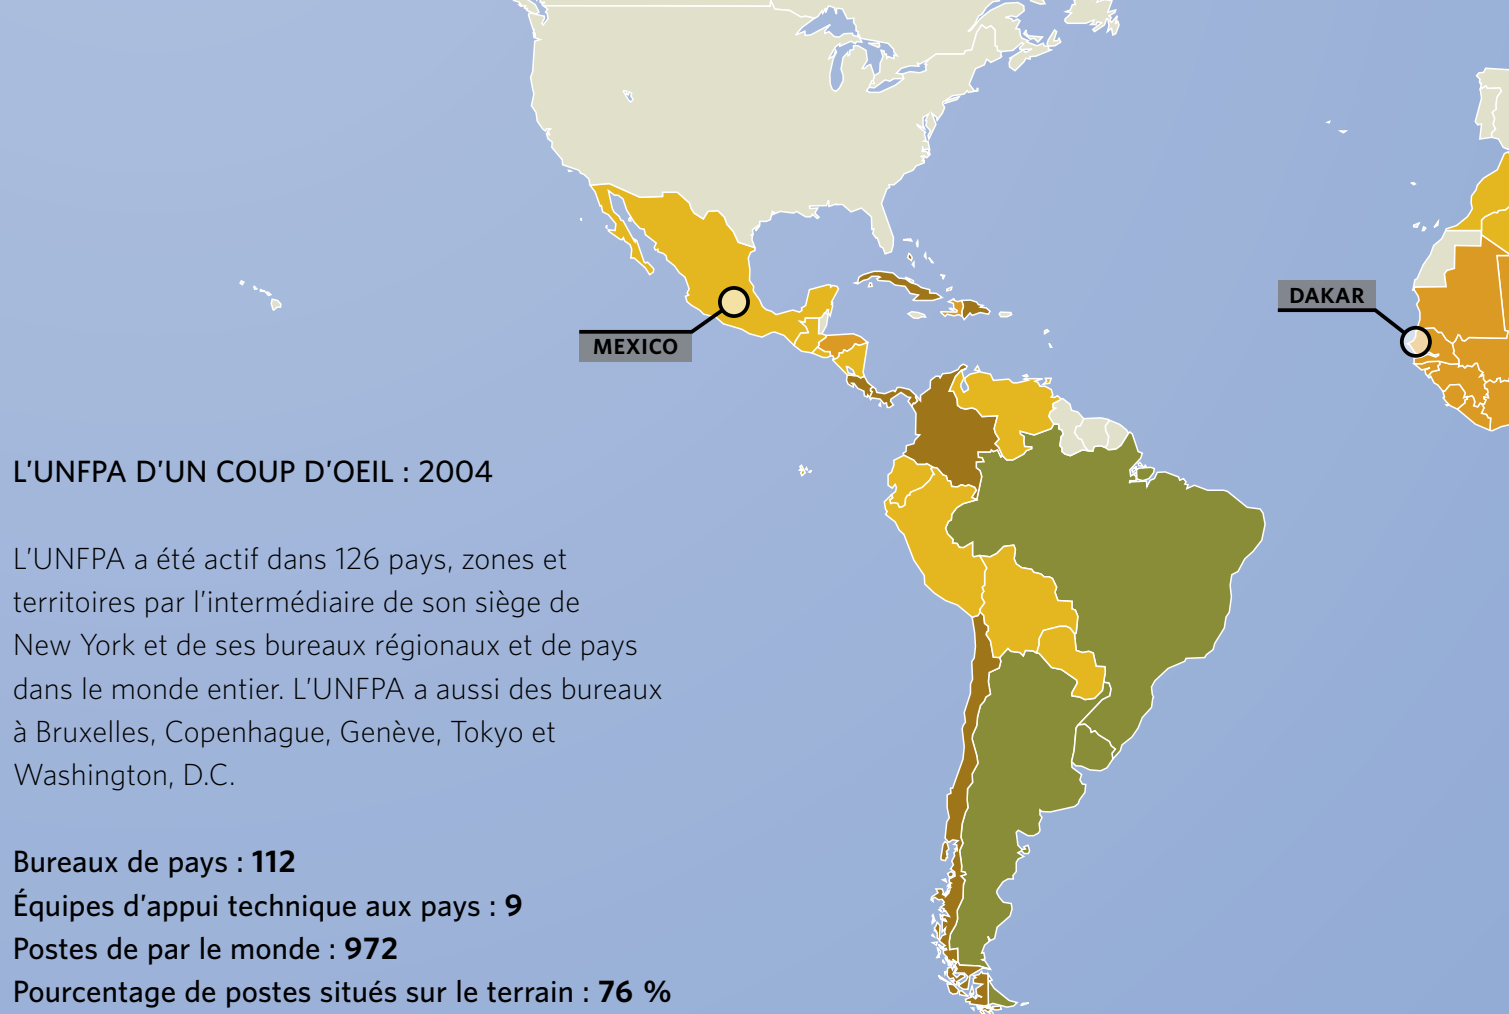 DAKAR
MEXICO
L'UNFPA D'UN COUP D'OEIL : 2004
L'UNFPA a été actif dans 126 pays, zones et
territoires par l'intermédiaire de son siège de
New York et de ses bureaux régionaux et de pays
dans le monde entier. L'UNFPA a aussi des bureaux
à Bruxelles, Copenhague, Genève, Tokyo et
Washington, D.C.
Bureaux de pays : 112
Équipes d'appui technique aux pays : 9
Postes de par le monde : 972
Pourcentage de postes situés sur le terrain : 76 %